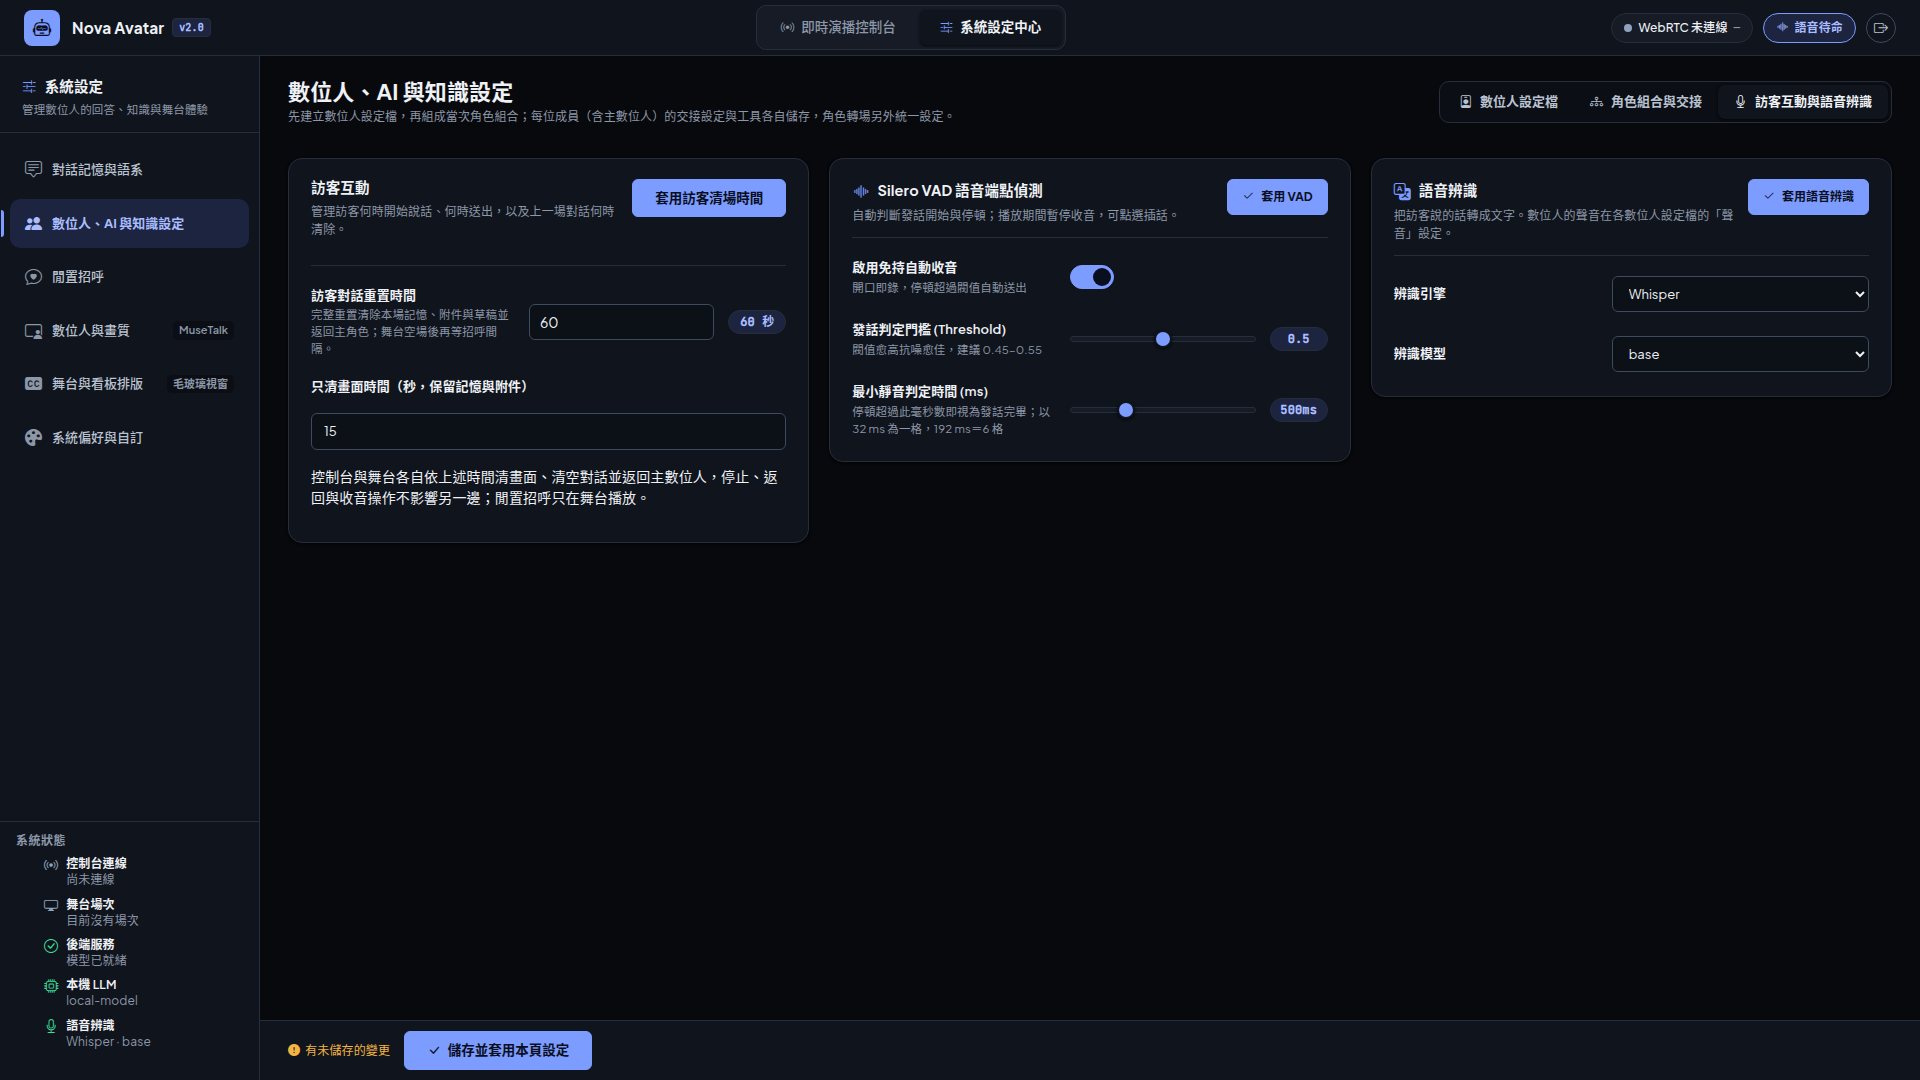 Nova Avatar v2.0
即時演播控制台
系統設定中心
WebRTC 未連線 –
語音待命
系統設定
管理數位人的回答、知識與舞台體驗
對話記憶與語系
數位人、AI 與知識設定
閒置招呼
數位人與畫質 MuseTalk
舞台與看板排版 毛玻璃視窗
系統偏好與自訂
系統狀態
控制台連線
尚未連線
舞台場次
目前沒有場次
後端服務
模型已就緒
本機 LLM
local-model
語音辨識
Whisper · base
數位人、AI 與知識設定
先建立數位人設定檔，再組成當次角色組合；每位成員（含主數位人）的交接設定與工具各自儲存，角色轉場另外統一設定。
數位人設定檔
角色組合與交接
訪客互動與語音辨識
訪客互動
管理訪客何時開始說話、何時送出，以及上一場對話何時
清除。
套用訪客清場時間
訪客對話重置時間
完整重置清除本場記憶、附件與草稿並
返回主角色；舞台空場後再等招呼間
隔。
60
60 秒
只清畫面時間（秒，保留記憶與附件）
15
控制台與舞台各自依上述時間清畫面、清空對話並返回主數位人，停止、返
回與收音操作不影響另一邊；閒置招呼只在舞台播放。
Silero VAD 語音端點偵測
自動判斷發話開始與停頓；播放期間暫停收音，可點選插話。
套用 VAD
啟用免持自動收音
開口即錄，停頓超過閥值自動送出
發話判定門檻 (Threshold)
閥值愈高抗噪愈佳，建議 0.45–0.55
0.5
最小靜音判定時間 (ms)
停頓超過此毫秒數即視為發話完畢；以
32 ms 為一格，192 ms＝6 格
500ms
語音辨識
把訪客說的話轉成文字。數位人的聲音在各數位人設定檔的「聲
音」設定。
套用語音辨識
辨識引擎
Whisper
辨識模型
base
有未儲存的變更
儲存並套用本頁設定